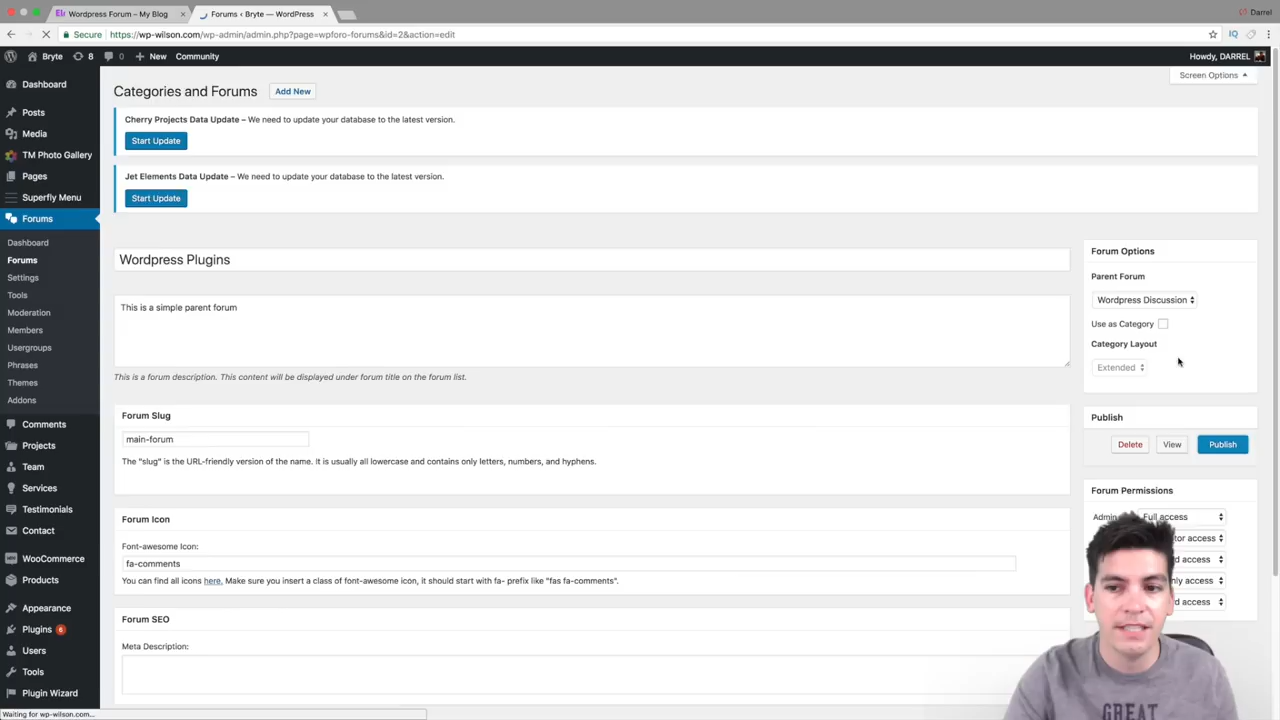 Wordpress Forum – My Blog
Forums ‹ Bryte — WordPress
Darrel
Secure
https://wp-wilson.com/wp-admin/admin.php?page=wpforo-forums&id=2&action=edit
IQ
Bryte 8 0 New Community Howdy, DARREL
Dashboard
Posts
Media
TM Photo Gallery
Pages
Superfly Menu
Forums
Dashboard
Forums
Settings
Tools
Moderation
Members
Usergroups
Phrases
Themes
Addons
Comments
Projects
Team
Services
Testimonials
Contact
WooCommerce
Products
Appearance
Plugins 6
Users
Tools
Plugin Wizard
Screen Options
Categories and Forums Add New
Cherry Projects Data Update – We need to update your database to the latest version.
Start Update
Jet Elements Data Update – We need to update your database to the latest version.
Start Update
Wordpress Plugins
This is a simple parent forum
This is a forum description. This content will be displayed under forum title on the forum list.
Forum Slug
main-forum
The "slug" is the URL-friendly version of the name. It is usually all lowercase and contains only letters, numbers, and hyphens.
Forum Icon
Font-awesome Icon:
fa-comments
You can find all icons here. Make sure you insert a class of font-awesome icon, it should start with fa- prefix like "fas fa-comments".
Forum SEO
Meta Description:
Forum Options
Parent Forum
Wordpress Discussion
Use as Category
Category Layout
Extended
Publish
Delete View Publish
Forum Permissions
Admin Full access
tor access
d access
ly access
d access
GREAT
Waiting for wp-wilson.com...